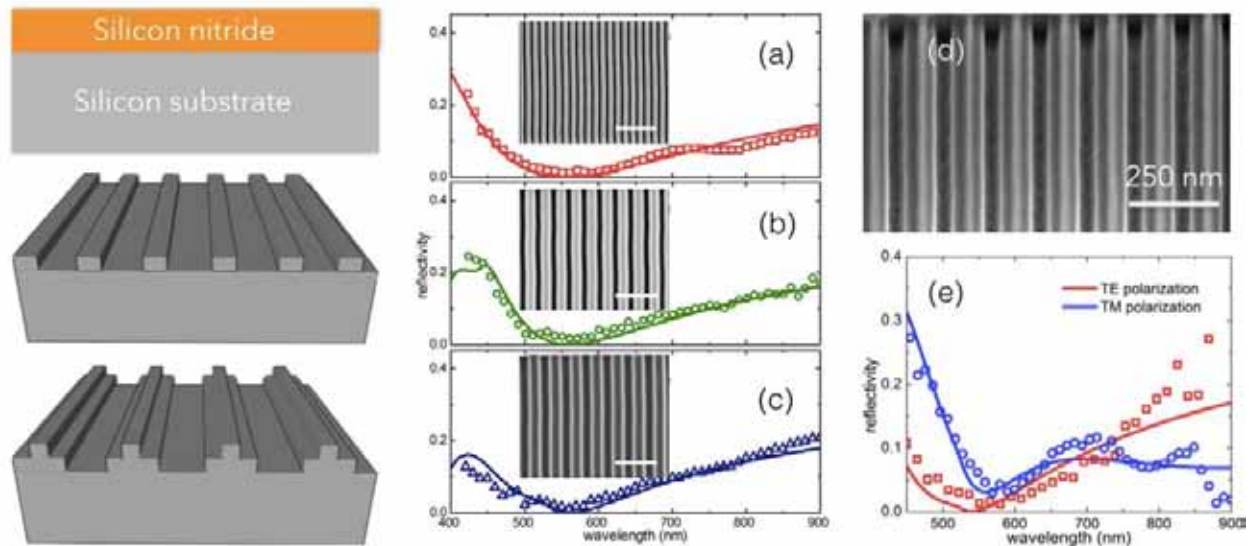 Silicon nitride
Silicon substrate
(a)
0.4
0.2
0.0
(b)
0.4
0.2
0.0
reflectivity
(c)
0.4
0.2
0.0
400 500 600 700 800 900
wavelength (nm)
(d)
250 nm
(e)
TE polarization
TM polarization
0.4
0.3
0.2
0.1
0.0
reflectivity
500 600 700 800 900
wavelength (nm)